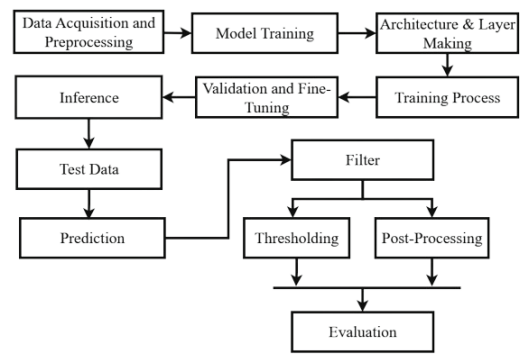 Data Acquisition and
Preprocessing
Model Training
Architecture & Layer
Making
Training Process
Validation and Fine-
Tuning
Inference
Test Data
Prediction
Filter
Thresholding
Post-Processing
Evaluation